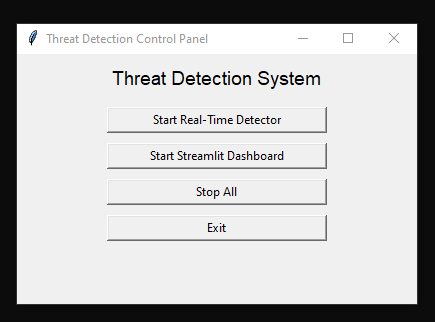 Threat Detection Control Panel
Threat Detection System
Start Real-Time Detector
Start Streamlit Dashboard
Stop All
Exit